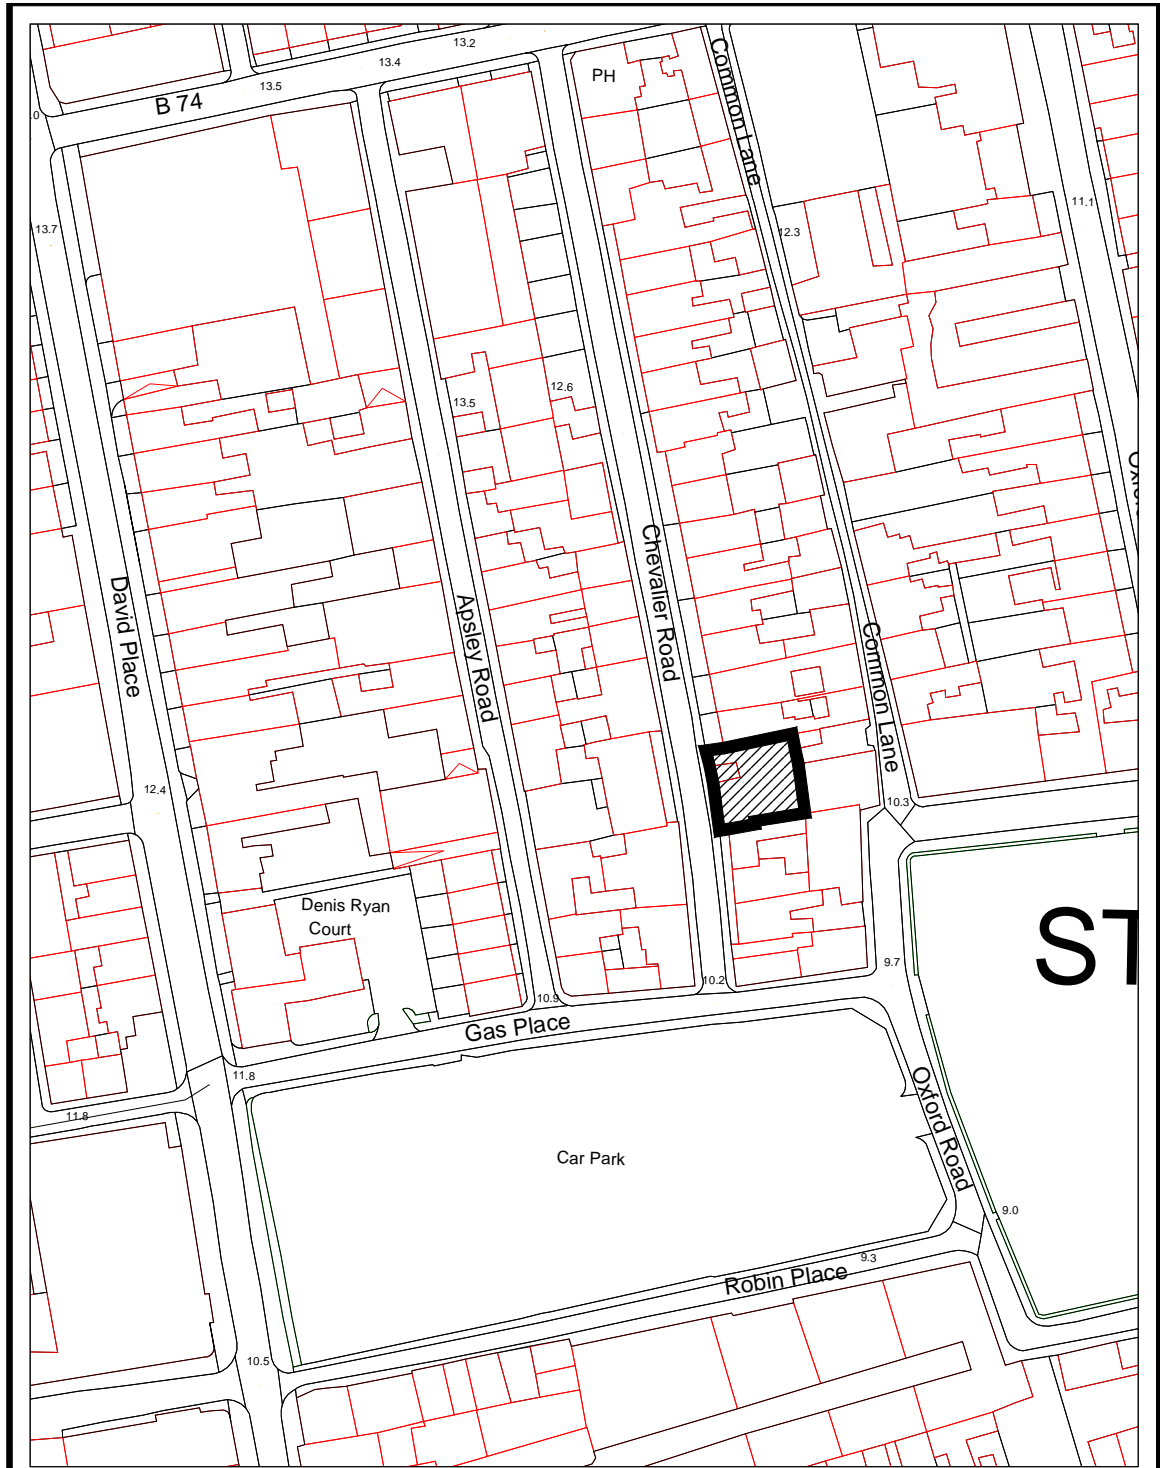 13.2
13.4
13.5
B 74
PH
Common Lane
.0
13.7
11.1
12.3
12.6
13.5
Chevalier Road
David Place
Apsley Road
Common Lane
12.4
10.3
Denis Ryan
Court
ST
9.7
10.2
10.9
Gas Place
11.8
Oxford Road
11.8
Car Park
9.0
9.3
Robin Place
10.5